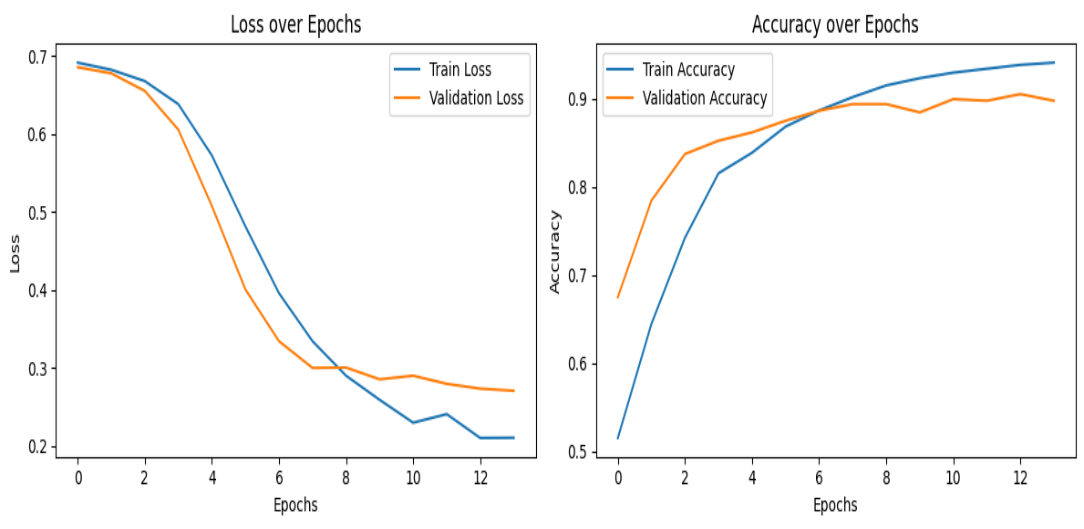 Loss over Epochs
Train Loss
Validation Loss
0.7
0.6
0.5
0.4
0.3
0.2
Loss
0 2 4 6 8 10 12
Epochs
Accuracy over Epochs
Train Accuracy
Validation Accuracy
0.9
0.8
0.7
0.6
0.5
Accuracy
0 2 4 6 8 10 12
Epochs